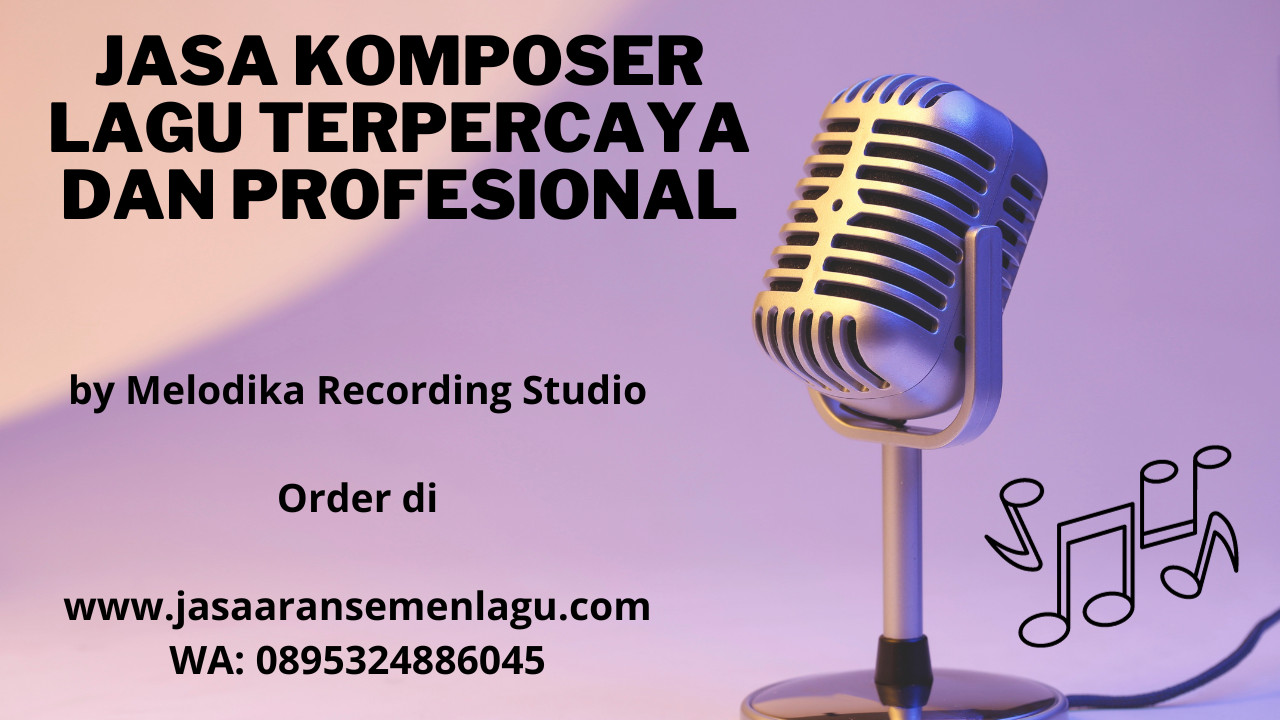 JASA KOMPOSER
LAGU TERPERCAYA
DAN PROFESIONAL
by Melodika Recording Studio
Order di
www.jasaaransemenlagu.com
WA: 0895324886045